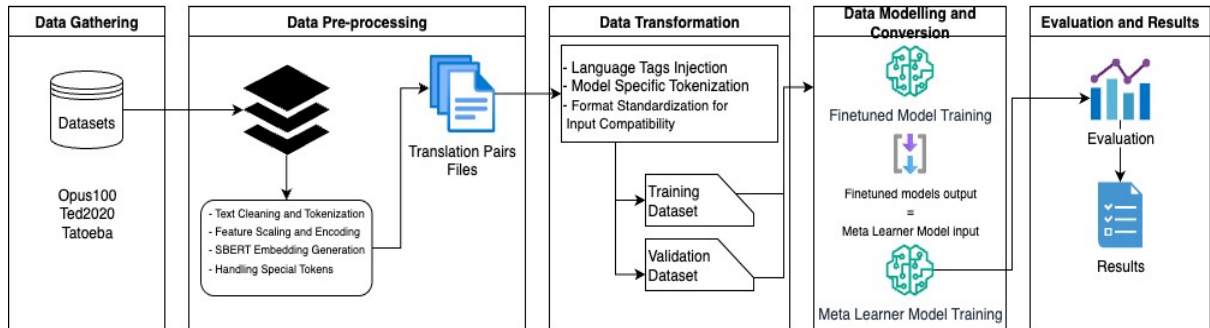 Data Gathering
Datasets
Opus100
Ted2020
Tatoeba
Data Pre-processing
- Text Cleaning and Tokenization
- Feature Scaling and Encoding
- SBERT Embedding Generation
- Handling Special Tokens
Translation Pairs
Files
Data Transformation
- Language Tags Injection
- Model Specific Tokenization
- Format Standardization for
Input Compatibility
Training
Dataset
Validation
Dataset
Data Modelling and
Conversion
Finetuned Model Training
Finetuned models output
=
Meta Learner Model input
Meta Learner Model Training
Evaluation and Results
Evaluation
Results